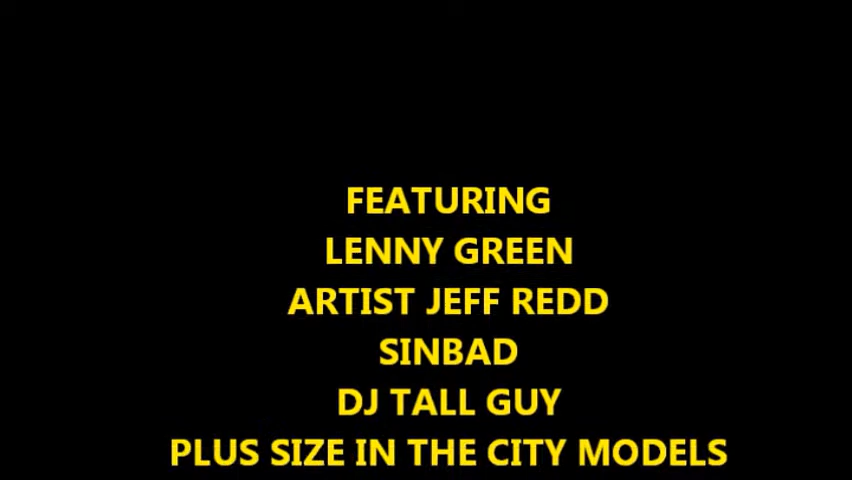 FEATURING
LENNY GREEN
ARTIST JEFF REDD
SINBAD
DJ TALL GUY
PLUS SIZE IN THE CITY MODELS